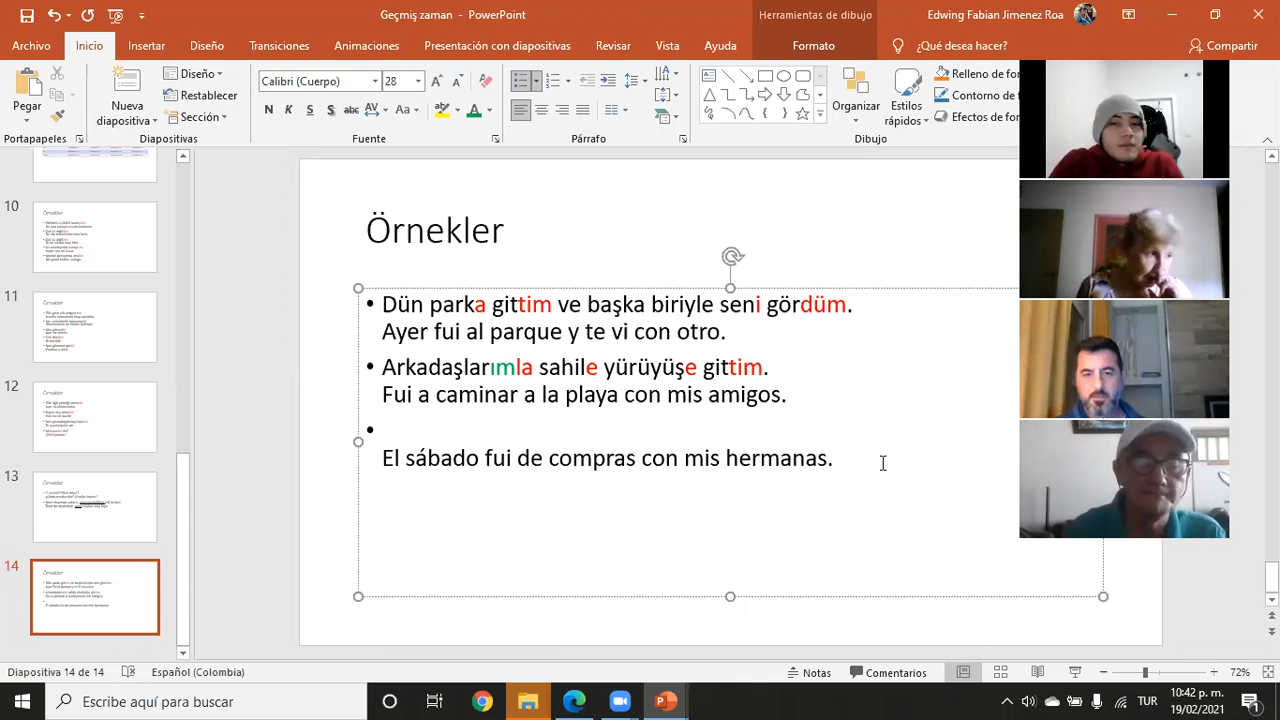 Geçmiş zaman - PowerPoint
Herramientas de dibujo
Edwing Fabian Jimenez Roa
Archivo Inicio Insertar Diseño Transiciones Animaciones Presentación con diapositivas Revisar Vista Ayuda Formato ¿Qué desea hacer? Compartir
Pegar
Nueva diapositiva
Diseño
Restablecer
Sección
Calibri (Cuerpo) 28
N K S abc AV Aa
Organizar
Estilos rápidos
Relleno de
Contorno de
Efectos de
Portapapeles Diapositivas Fuente Párrafo Dibujo
10
11
12
13
14
Örnekler
• Dün parka gittim ve başka biriyle seni gördüm.
Ayer fui al parque y te vi con otro.
• Arkadaşlarımla sahile yürüyüşe gittim.
Fui a caminar a la playa con mis amigos.
•
El sábado fui de compras con mis hermanas.
Diapositiva 14 de 14 Español (Colombia) Notas Comentarios 72%
Escribe aquí para buscar
TUR
10:42 p. m.
19/02/2021
1